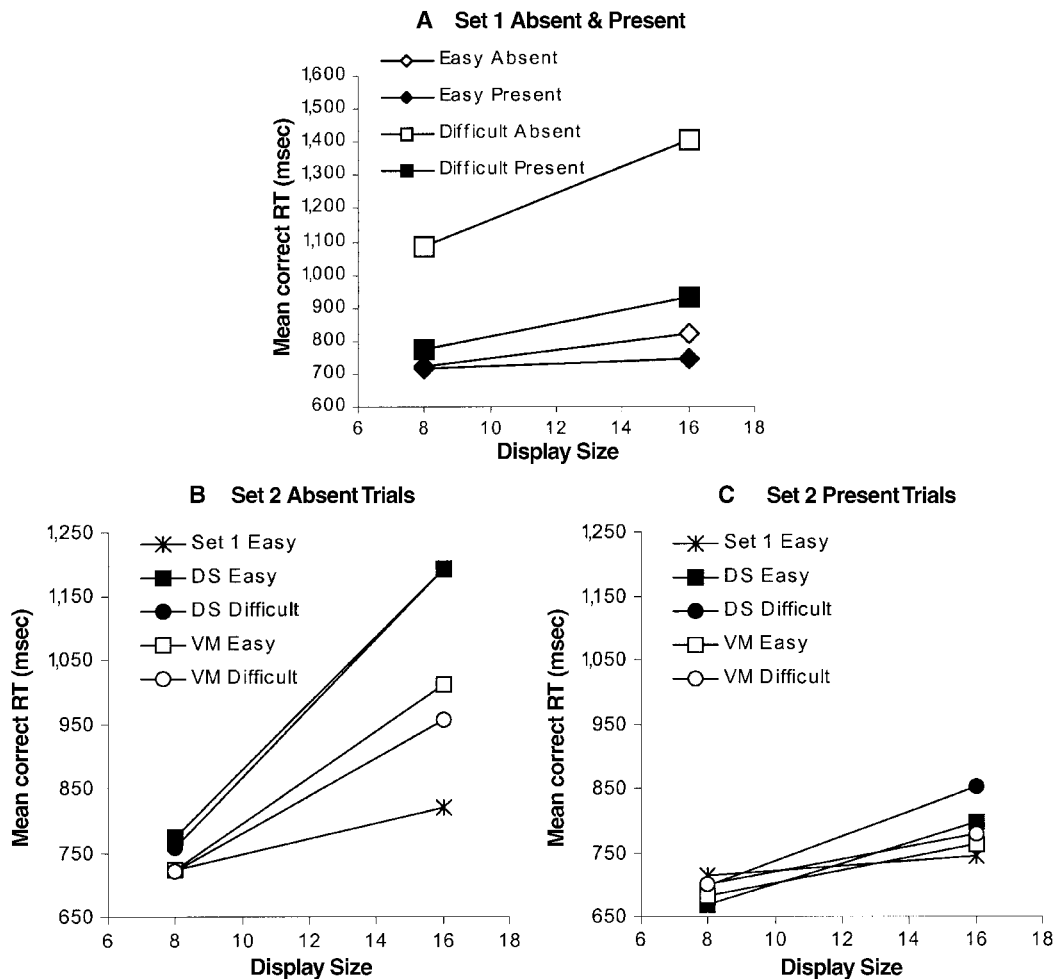 A Set 1 Absent & Present
Easy Absent
Easy Present
Difficult Absent
Difficult Present
Mean correct RT (msec)
1,600
1,500
1,400
1,300
1,200
1,100
1,000
900
800
700
600
6 8 10 12 14 16 18
Display Size
B Set 2 Absent Trials
Set 1 Easy
DS Easy
DS Difficult
VM Easy
VM Difficult
Mean correct RT (msec)
1,250
1,150
1,050
950
850
750
650
6 8 10 12 14 16 18
Display Size
C Set 2 Present Trials
Set 1 Easy
DS Easy
DS Difficult
VM Easy
VM Difficult
Mean correct RT (msec)
1,250
1,150
1,050
950
850
750
650
6 8 10 12 14 16 18
Display Size